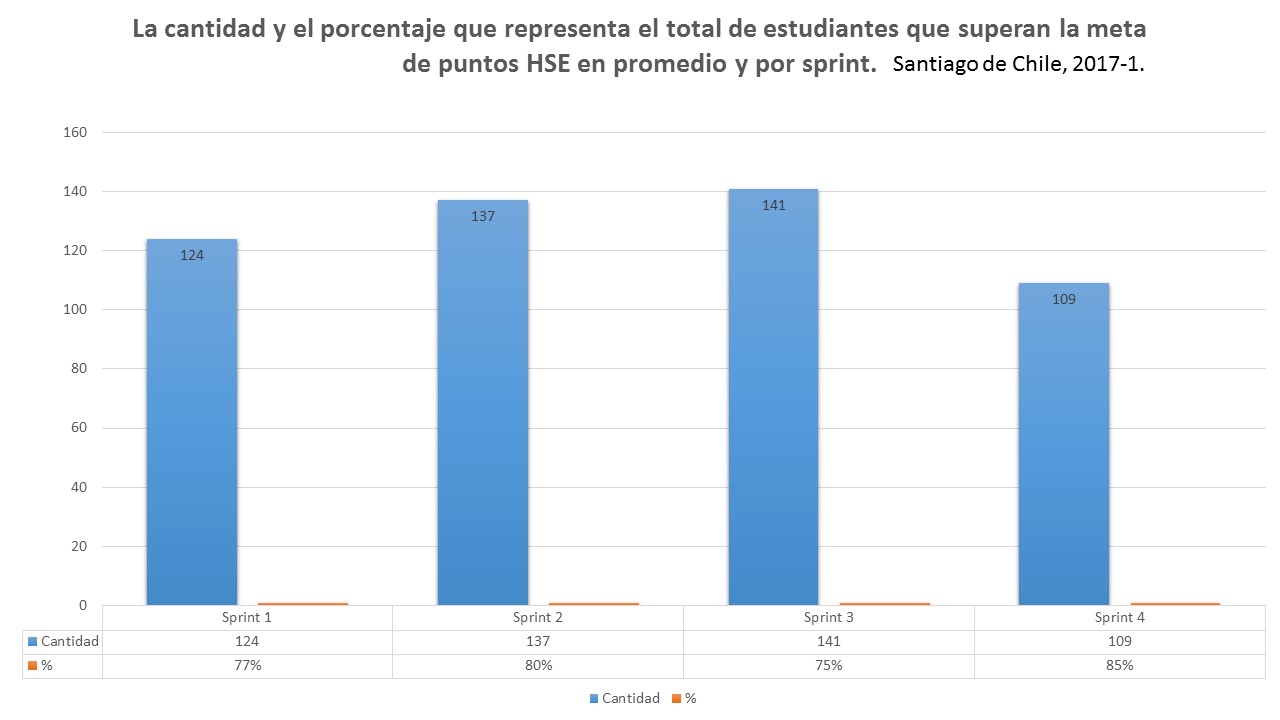 La cantidad y el porcentaje que representa el total de estudiantes que superan la meta
de puntos HSE en promedio y por sprint. Santiago de Chile, 2017-1.
160
140
120
100
80
60
40
20
0
124
137
141
109
Sprint 1 Sprint 2 Sprint 3 Sprint 4
Cantidad 124 137 141 109
% 77% 80% 75% 85%
Cantidad %